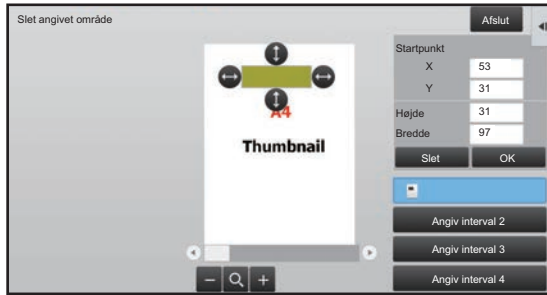 Slet angivet område
Afslut
A4
Thumbnail
Startpunkt
X 53
Y 31
Højde 31
Bredde 97
Slet OK
Angiv interval 2
Angiv interval 3
Angiv interval 4